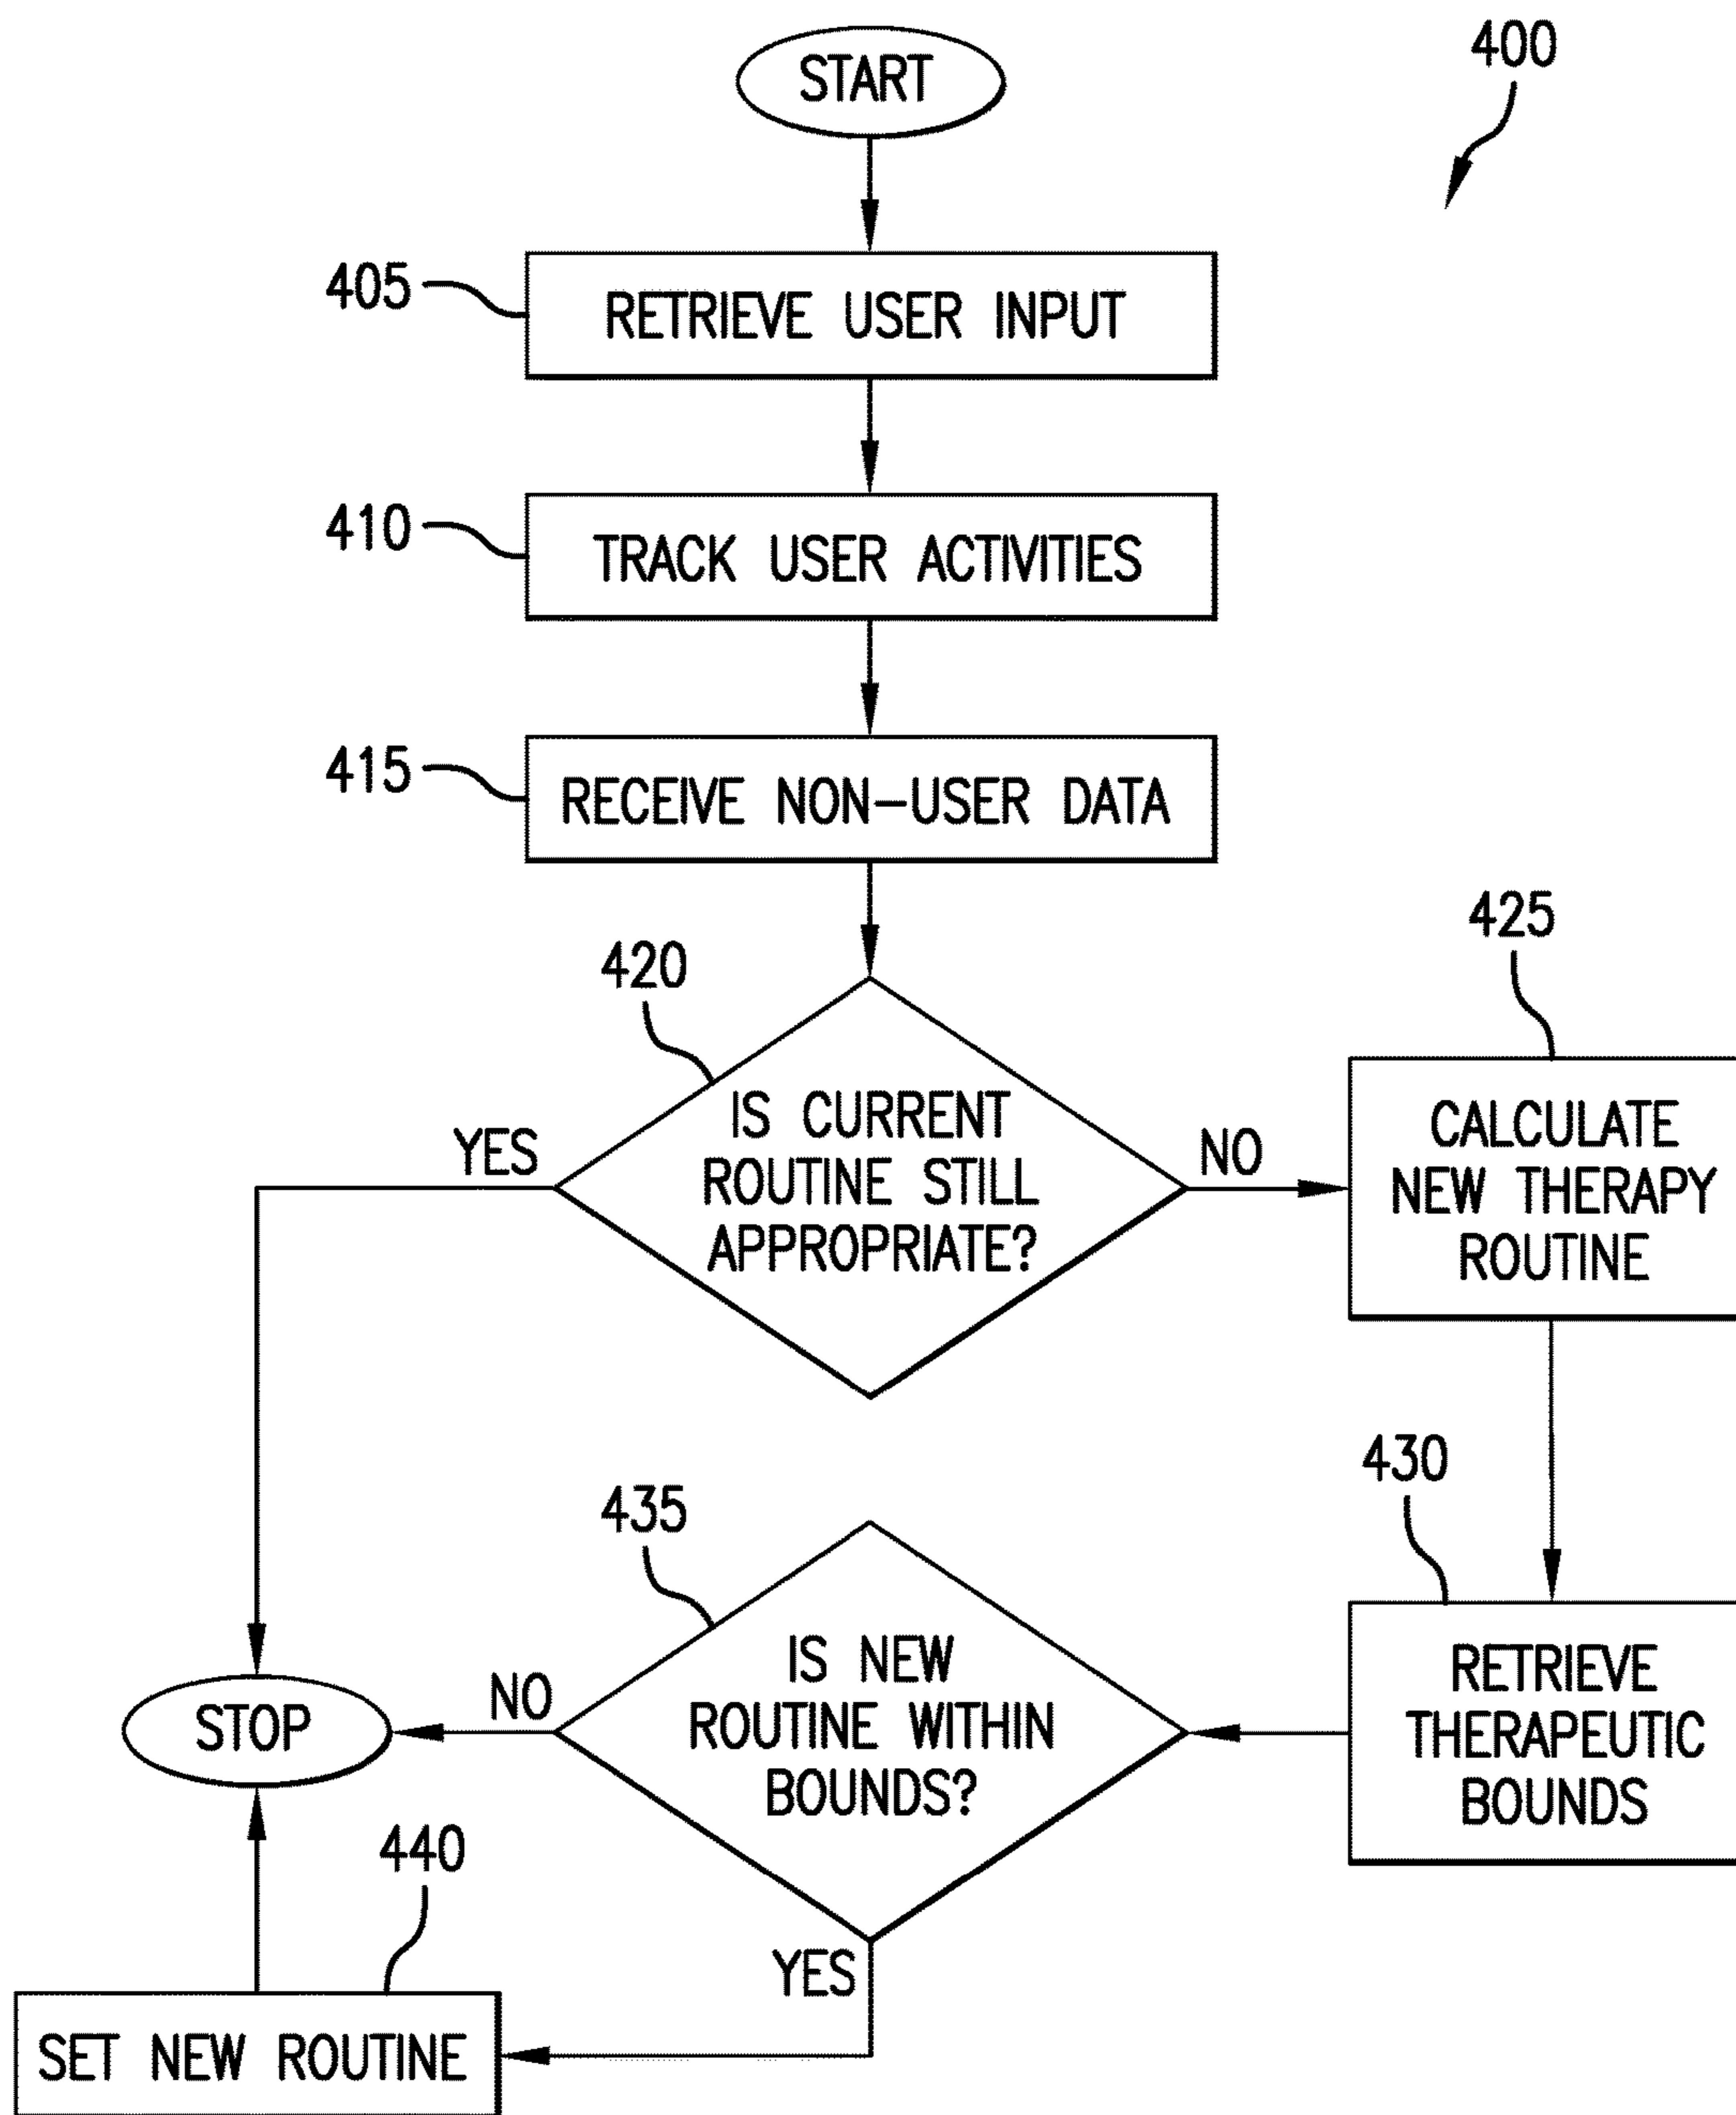 START
400
405
RETRIEVE USER INPUT
410
TRACK USER ACTIVITIES
415
RECEIVE NON-USER DATA
420
425
IS CURRENT
ROUTINE STILL
APPROPRIATE?
YES
NO
CALCULATE
NEW THERAPY
ROUTINE
430
435
RETRIEVE
THERAPEUTIC
BOUNDS
IS NEW
ROUTINE WITHIN
BOUNDS?
NO
STOP
YES
440
SET NEW ROUTINE